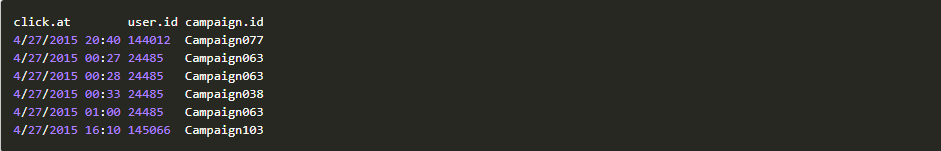 click.at        user.id campaign.id
4/27/2015 20:40 144012  Campaign077
4/27/2015 00:27 24485   Campaign063
4/27/2015 00:28 24485   Campaign063
4/27/2015 00:33 24485   Campaign038
4/27/2015 01:00 24485   Campaign063
4/27/2015 16:10 145066  Campaign103